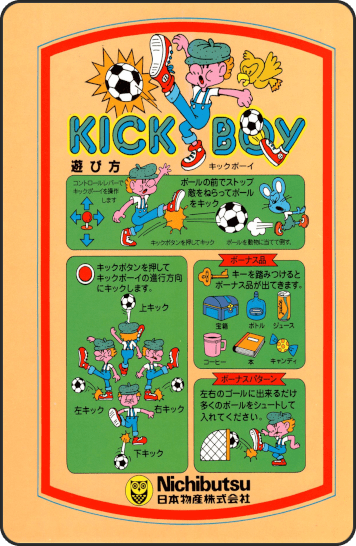 KICK BOY
遊び方
キックボーイ
コントロールレバーで
キックボーイを操作
します
ボールの前でストップ
敵をねらってボール
をキック
キックボタンを押してキック
ボールを動物に当てて倒す。
キックボタンを押して
キックボーイの進行方向
にキックします。
上キック
左キック
右キック
下キック
ボーナス品
キーを踏みつけると
ボーナス品が出てきます。
宝箱
ボトル
ジュース
コーヒー
本
キャンディ
ボーナスパターン
左右のゴールに出来るだけ
多くのボールをシュートして
入れてください。
Nichibutsu
日本物産株式会社